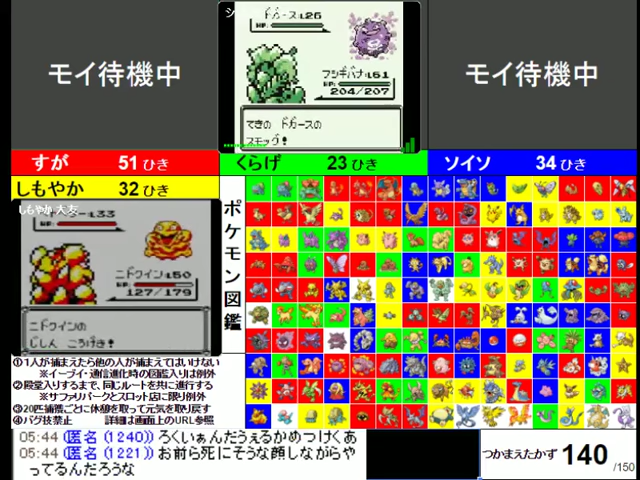 モイ待機中
ドガース L26
HP:
フシギバナ L61
HP:
204/207
てきの ドガースの
スモッグ!
モイ待機中
すが 51 ひき
くらげ 23 ひき
ソイソ 34 ひき
しもやか 32 ひき
しもやか 大友
L33
HP:
ニドクイン L50
HP:
127/179
ニドクインの
じしん こうげき!
ポケモン図鑑
①1人が捕まえたら他の人が捕まえてはいけない
※イーブイ・通信進化時の図鑑入りは例外
②殿堂入りするまで、同じルートを共に進行する
※サファリパークとスロット店に限り例外
③20匹捕獲ごとに休憩を取って元気を取り戻す
④バグ技禁止 詳細は画面上のURL参照
05:44 (匿名 (1240)) ろくいぁんだうぇるかめつけくあ
05:44 (匿名 (1221)) お前ら死にそうな顔しながらや
ってるんだろうな
つかまえたかず 140 /150